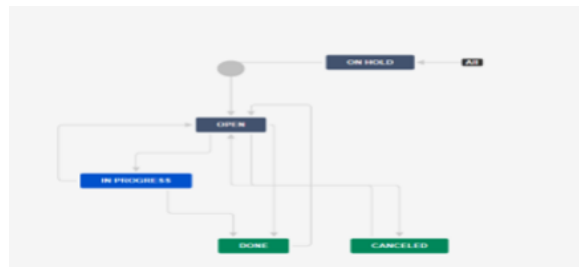 ON HOLD
All
OPEN
IN PROGRESS
DONE
CANCELED